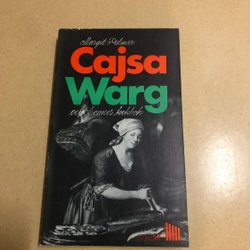 Margit Palmær
Cajsa
Warg
och hennes kokbok